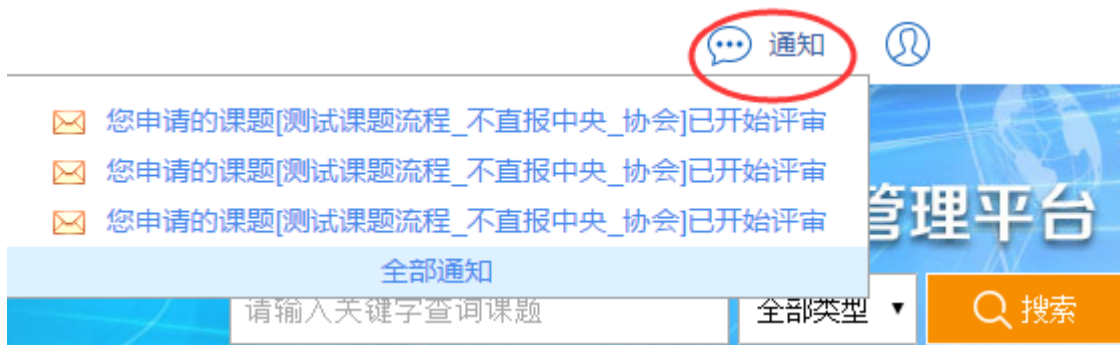 通知
您申请的课题[测试课题流程_不直报中央_协会]已开始评审
您申请的课题[测试课题流程_不直报中央_协会]已开始评审
您申请的课题[测试课题流程_不直报中央_协会]已开始评审
管理平台
全部通知
请输入关键字查询课题 全部类型 搜索